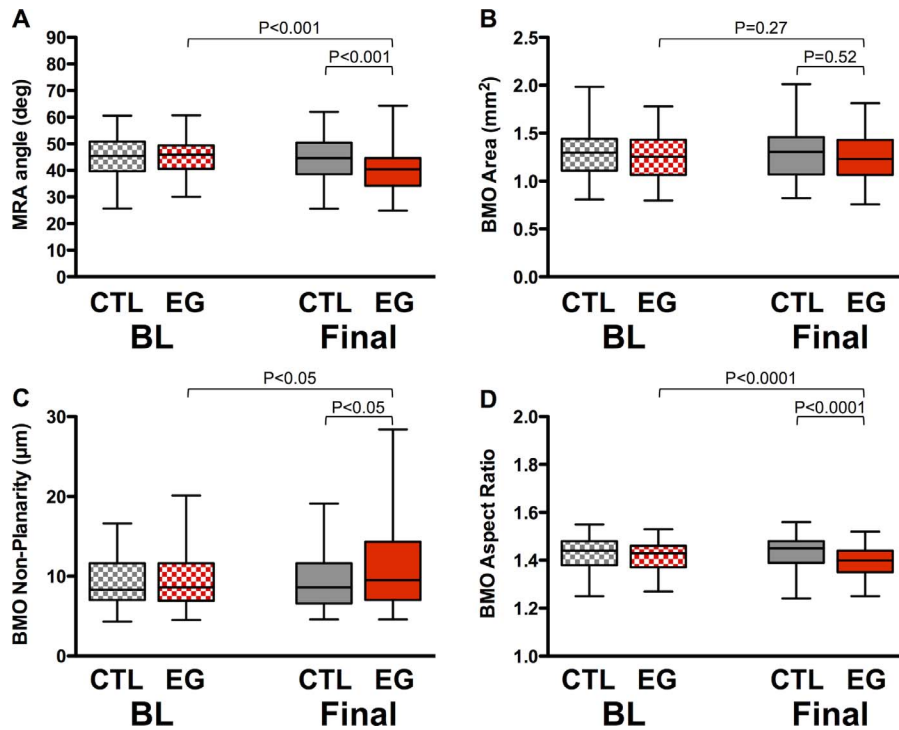 A
P<0.001
P<0.001
MRA angle (deg)
90
80
70
60
50
40
30
20
10
0
CTL EG CTL EG
BL Final
B
P=0.27
P=0.52
BMO Area (mm²)
2.5
2.0
1.5
1.0
0.5
0.0
CTL EG CTL EG
BL Final
C
P<0.05
P<0.05
BMO Non-Planarity (µm)
30
20
10
0
CTL EG CTL EG
BL Final
D
P<0.0001
P<0.0001
BMO Aspect Ratio
2.0
1.8
1.6
1.4
1.2
1.0
CTL EG CTL EG
BL Final